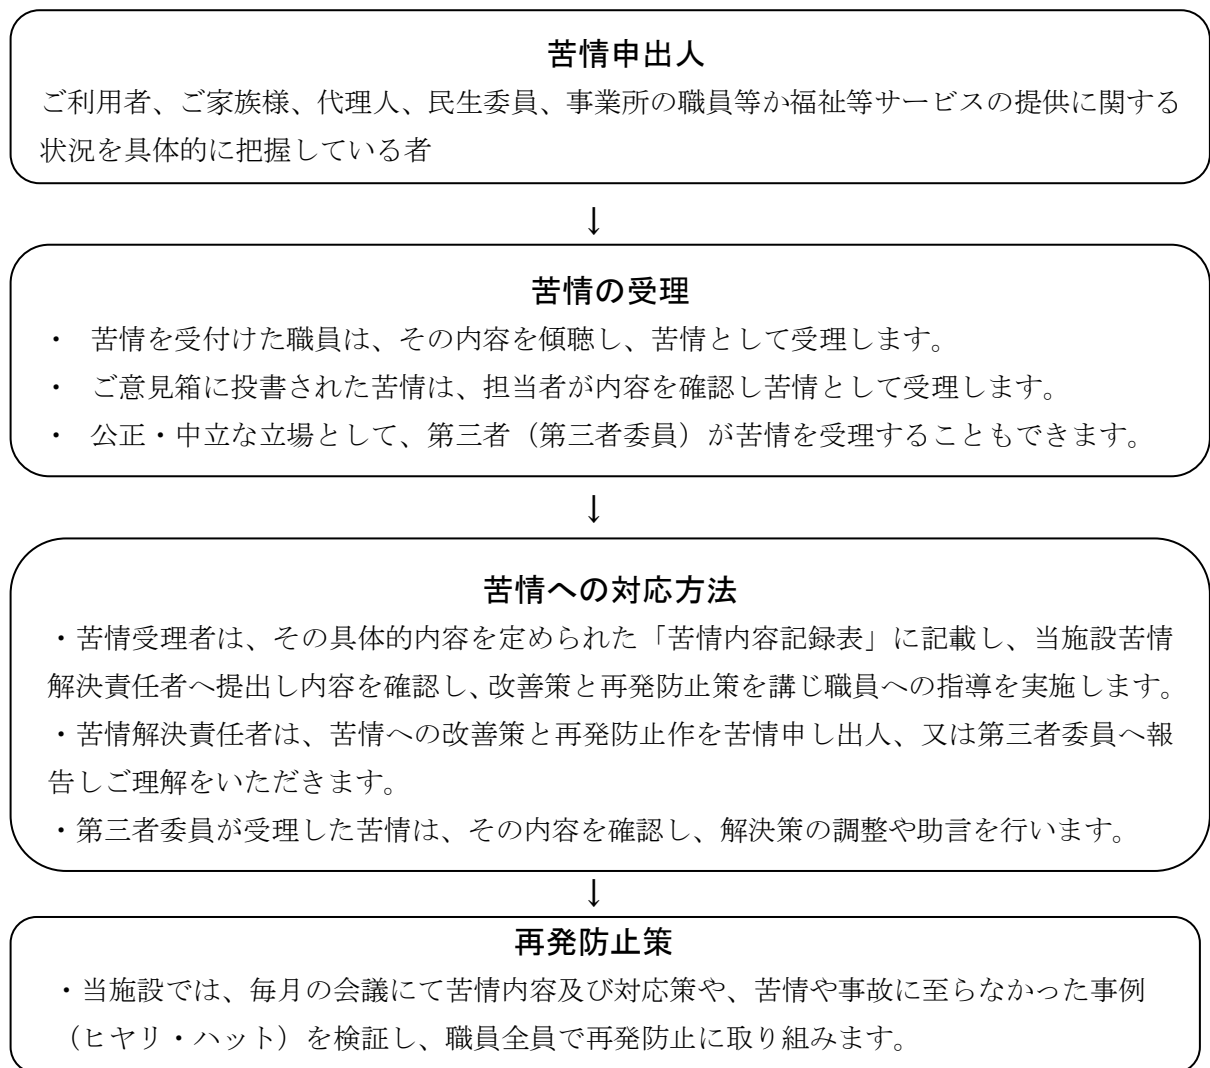 苦情申出人
ご利用者、ご家族様、代理人、民生委員、事業所の職員等か福祉等サービスの提供に関する
状況を具体的に把握している者
↓
苦情の受理
・ 苦情を受付けた職員は、その内容を傾聴し、苦情として受理します。
・ ご意見箱に投書された苦情は、担当者が内容を確認し苦情として受理します。
・ 公正・中立な立場として、第三者（第三者委員）が苦情を受理することもできます。
↓
苦情への対応方法
・苦情受理者は、その具体的内容を定められた「苦情内容記録表」に記載し、当施設苦情
解決責任者へ提出し内容を確認し、改善策と再発防止策を講じ職員への指導を実施します。
・苦情解決責任者は、苦情への改善策と再発防止作を苦情申し出人、又は第三者委員へ報
告しご理解をいただきます。
・第三者委員が受理した苦情は、その内容を確認し、解決策の調整や助言を行います。
↓
再発防止策
・当施設では、毎月の会議にて苦情内容及び対応策や、苦情や事故に至らなかった事例
（ヒヤリ・ハット）を検証し、職員全員で再発防止に取り組みます。